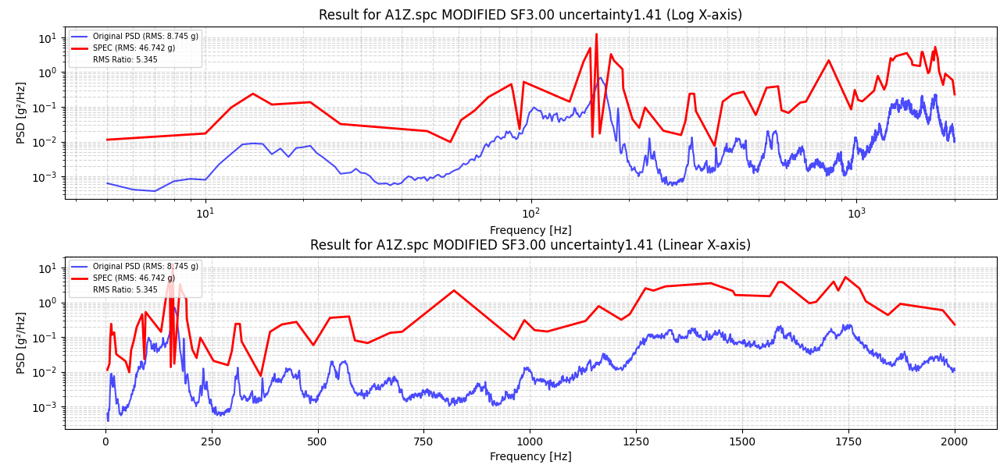 Result for A1Z.spc MODIFIED SF3.00 uncertainty1.41 (Log X-axis)
PSD [g²/Hz]
10¹
10⁰
10⁻¹
10⁻²
10⁻³
Original PSD (RMS: 8.745 g)
SPEC (RMS: 46.742 g)
RMS Ratio: 5.345
10¹ 10² 10³
Frequency [Hz]
Result for A1Z.spc MODIFIED SF3.00 uncertainty1.41 (Linear X-axis)
PSD [g²/Hz]
10¹
10⁰
10⁻¹
10⁻²
10⁻³
Original PSD (RMS: 8.745 g)
SPEC (RMS: 46.742 g)
RMS Ratio: 5.345
0 250 500 750 1000 1250 1500 1750 2000
Frequency [Hz]